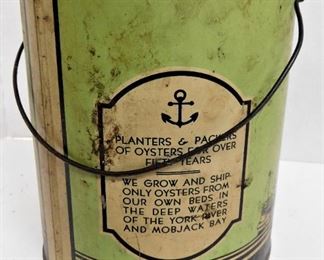 PLANTERS & PACKERS
OF OYSTERS FOR OVER
FIFTY YEARS
WE GROW AND SHIP
ONLY OYSTERS FROM
OUR OWN BEDS IN
THE DEEP WATERS
OF THE YORK RIVER
AND MOBJACK BAY